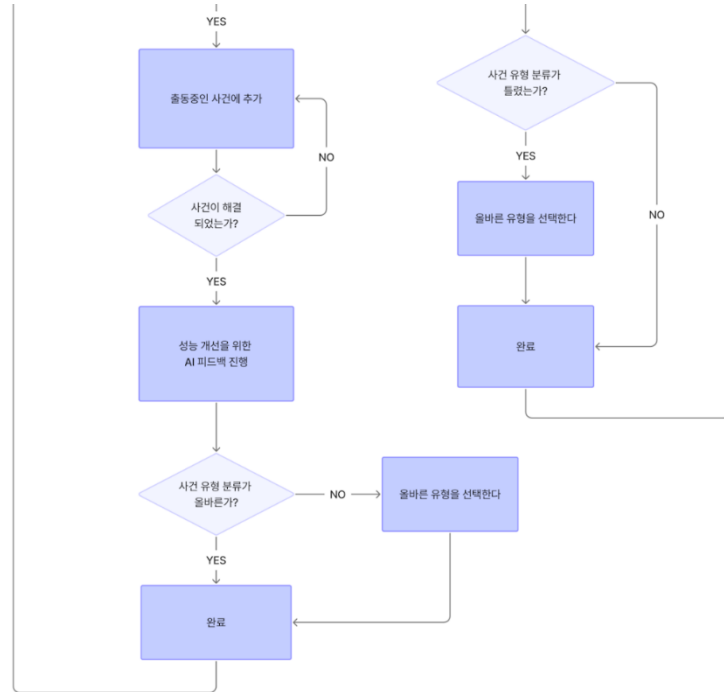 YES
출동중인 사건에 추가
NO
사건이 해결
되었는가?
YES
성능 개선을 위한
AI 피드백 진행
사건 유형 분류가
올바른가?
NO
올바른 유형을 선택한다
YES
완료
사건 유형 분류가
틀렸는가?
YES
NO
올바른 유형을 선택한다
완료